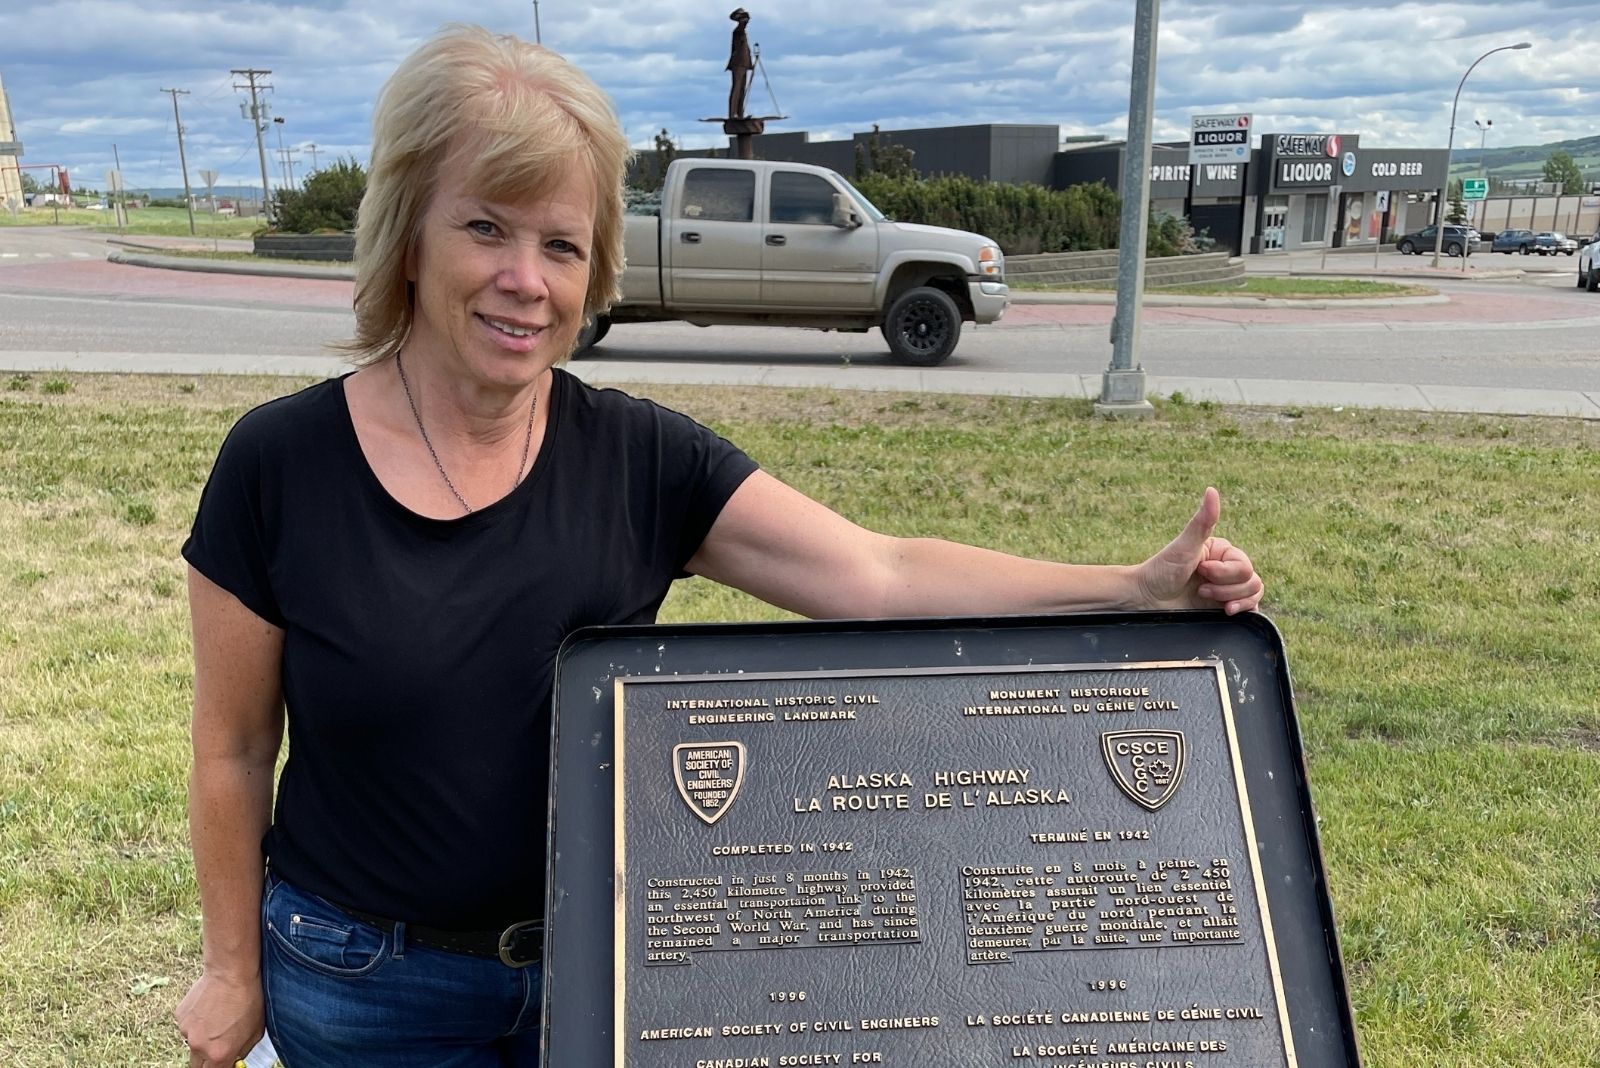 SAFEWAY
LIQUOR
SPIRITS | WINE
SAFEWAY
LIQUOR
COLD BEER
INTERNATIONAL HISTORIC CIVIL
ENGINEERING LANDMARK
MONUMENT HISTORIQUE
INTERNATIONAL DU GÉNIE CIVIL
AMERICAN
SOCIETY OF
CIVIL
ENGINEERS
FOUNDED
1852
CSCE
C
G
C
1887
ALASKA HIGHWAY
LA ROUTE DE L'ALASKA
COMPLETED IN 1942
Constructed in just 8 months in 1942,
this 2,450 kilometre highway provided
an essential transportation link to the
northwest of North America during
the Second World War, and has since
remained a major transportation
artery.
1996
AMERICAN SOCIETY OF CIVIL ENGINEERS
CANADIAN SOCIETY FOR
TERMINÉ EN 1942
Construite en 8 mois à peine, en
1942, cette autoroute de 2 450
kilomètres assurait un lien essentiel
avec la partie nord-ouest de
l'Amérique du nord pendant la
deuxième guerre mondiale, et allait
demeurer, par la suite, une importante
artère.
1996
LA SOCIÉTÉ CANADIENNE DE GÉNIE CIVIL
LA SOCIÉTÉ AMÉRICAINE DES
INGÉNIEURS CIVILS